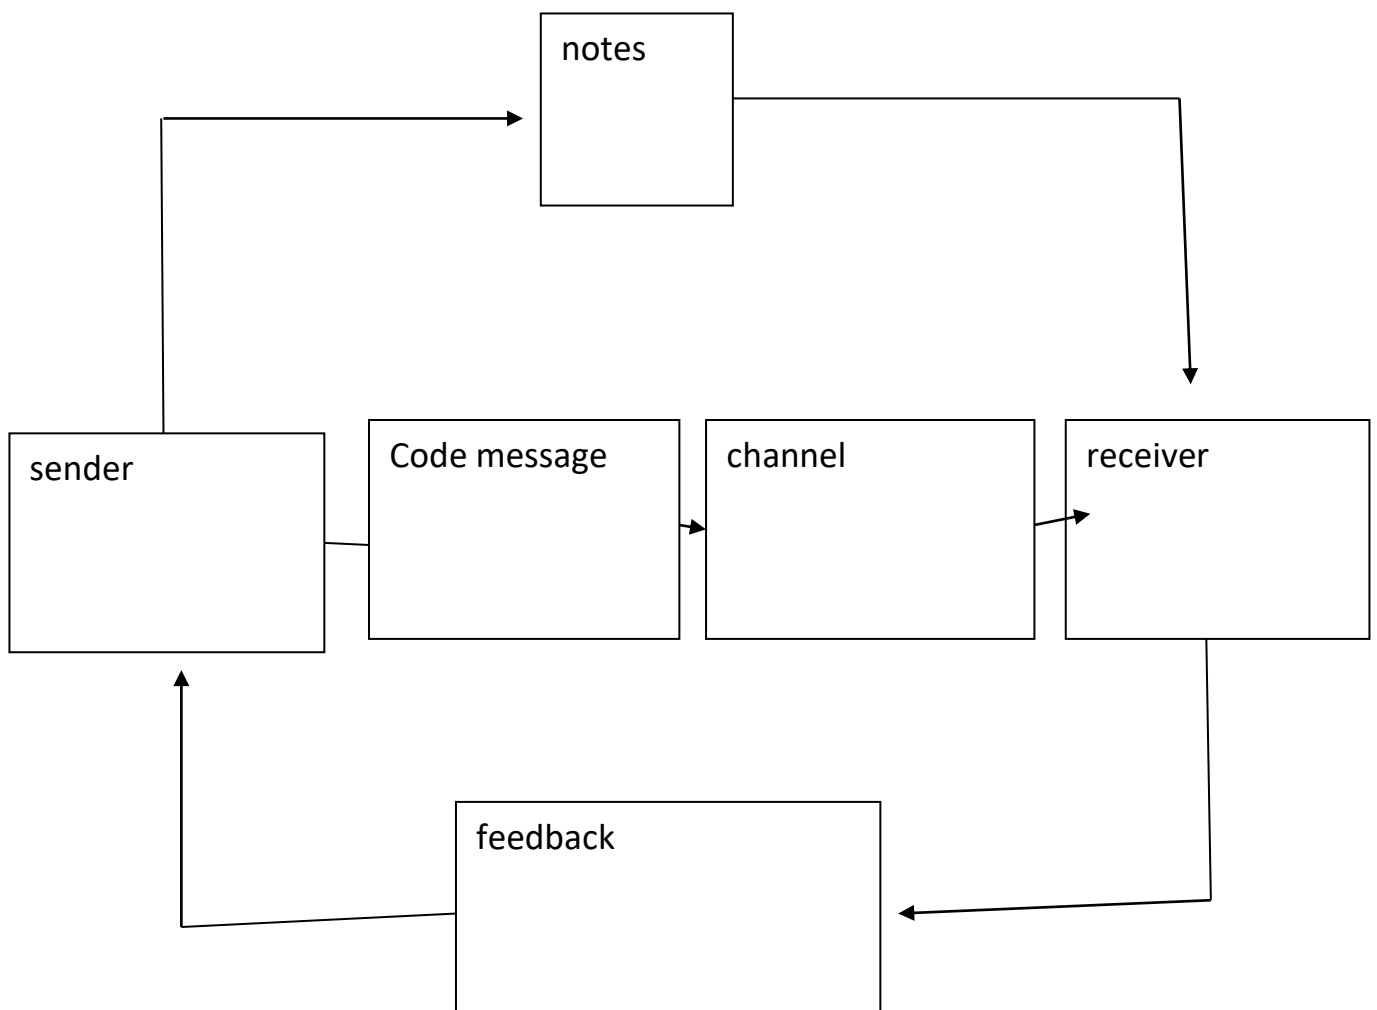 notes
sender
Code message
channel
receiver
feedback